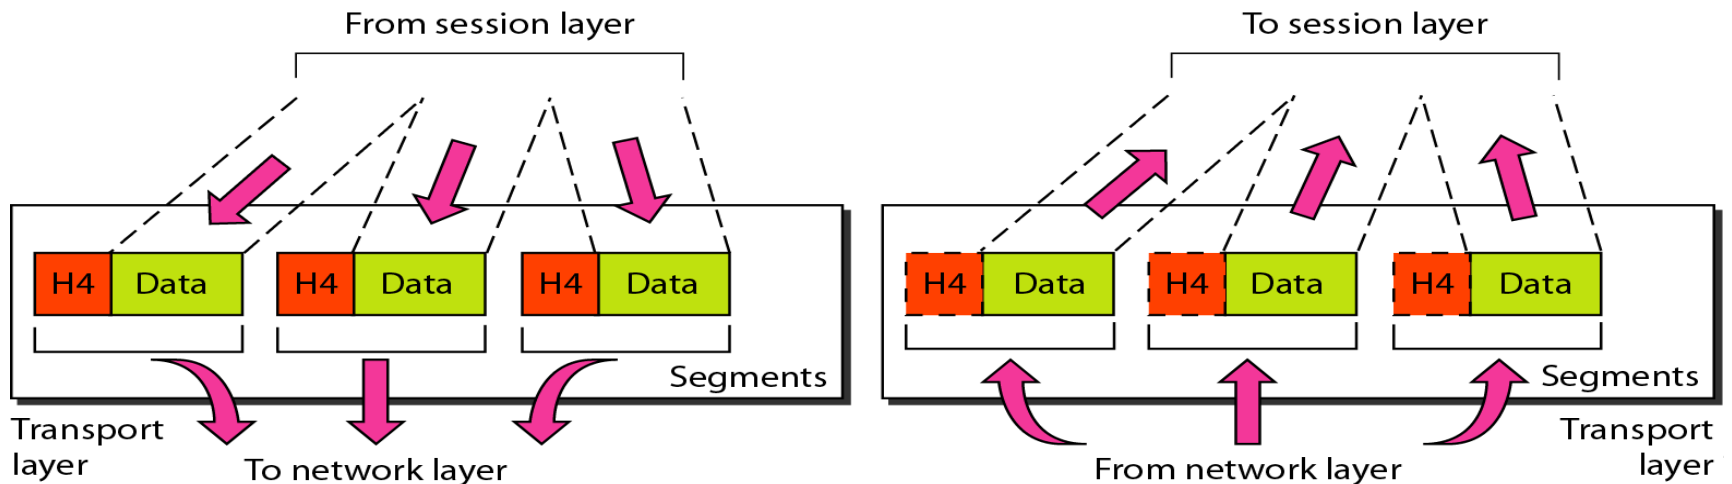 From session layer
H4 Data H4 Data H4 Data
Segments
Transport
layer
To network layer
To session layer
H4 Data H4 Data H4 Data
Segments
From network layer
Transport
layer